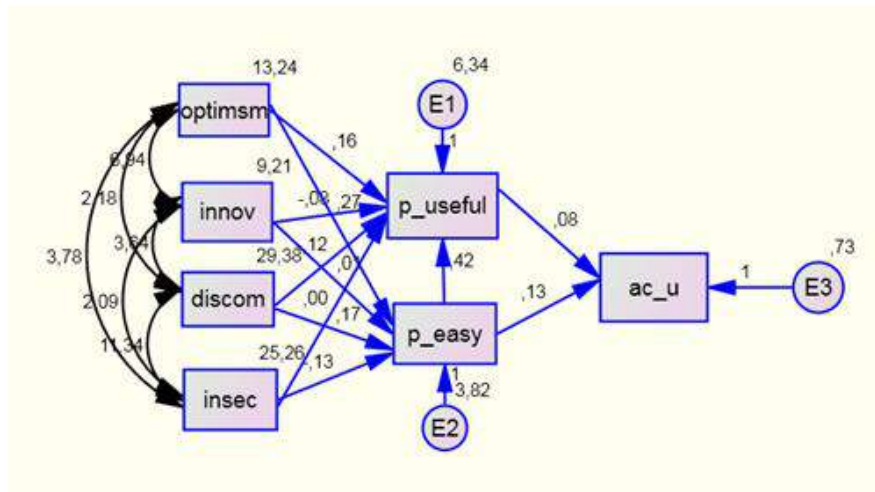 13,24
optimsm
6,34
E1
1
,16
6,94
9,21
2,18
innov
-,03
,27
p_useful
,08
3,64
3,78
29,38
,12
,01
,42
discom
,00
,17
,13
ac_u
1
,73
E3
2,09
p_easy
11,34
25,26
,13
insec
1
3,82
E2